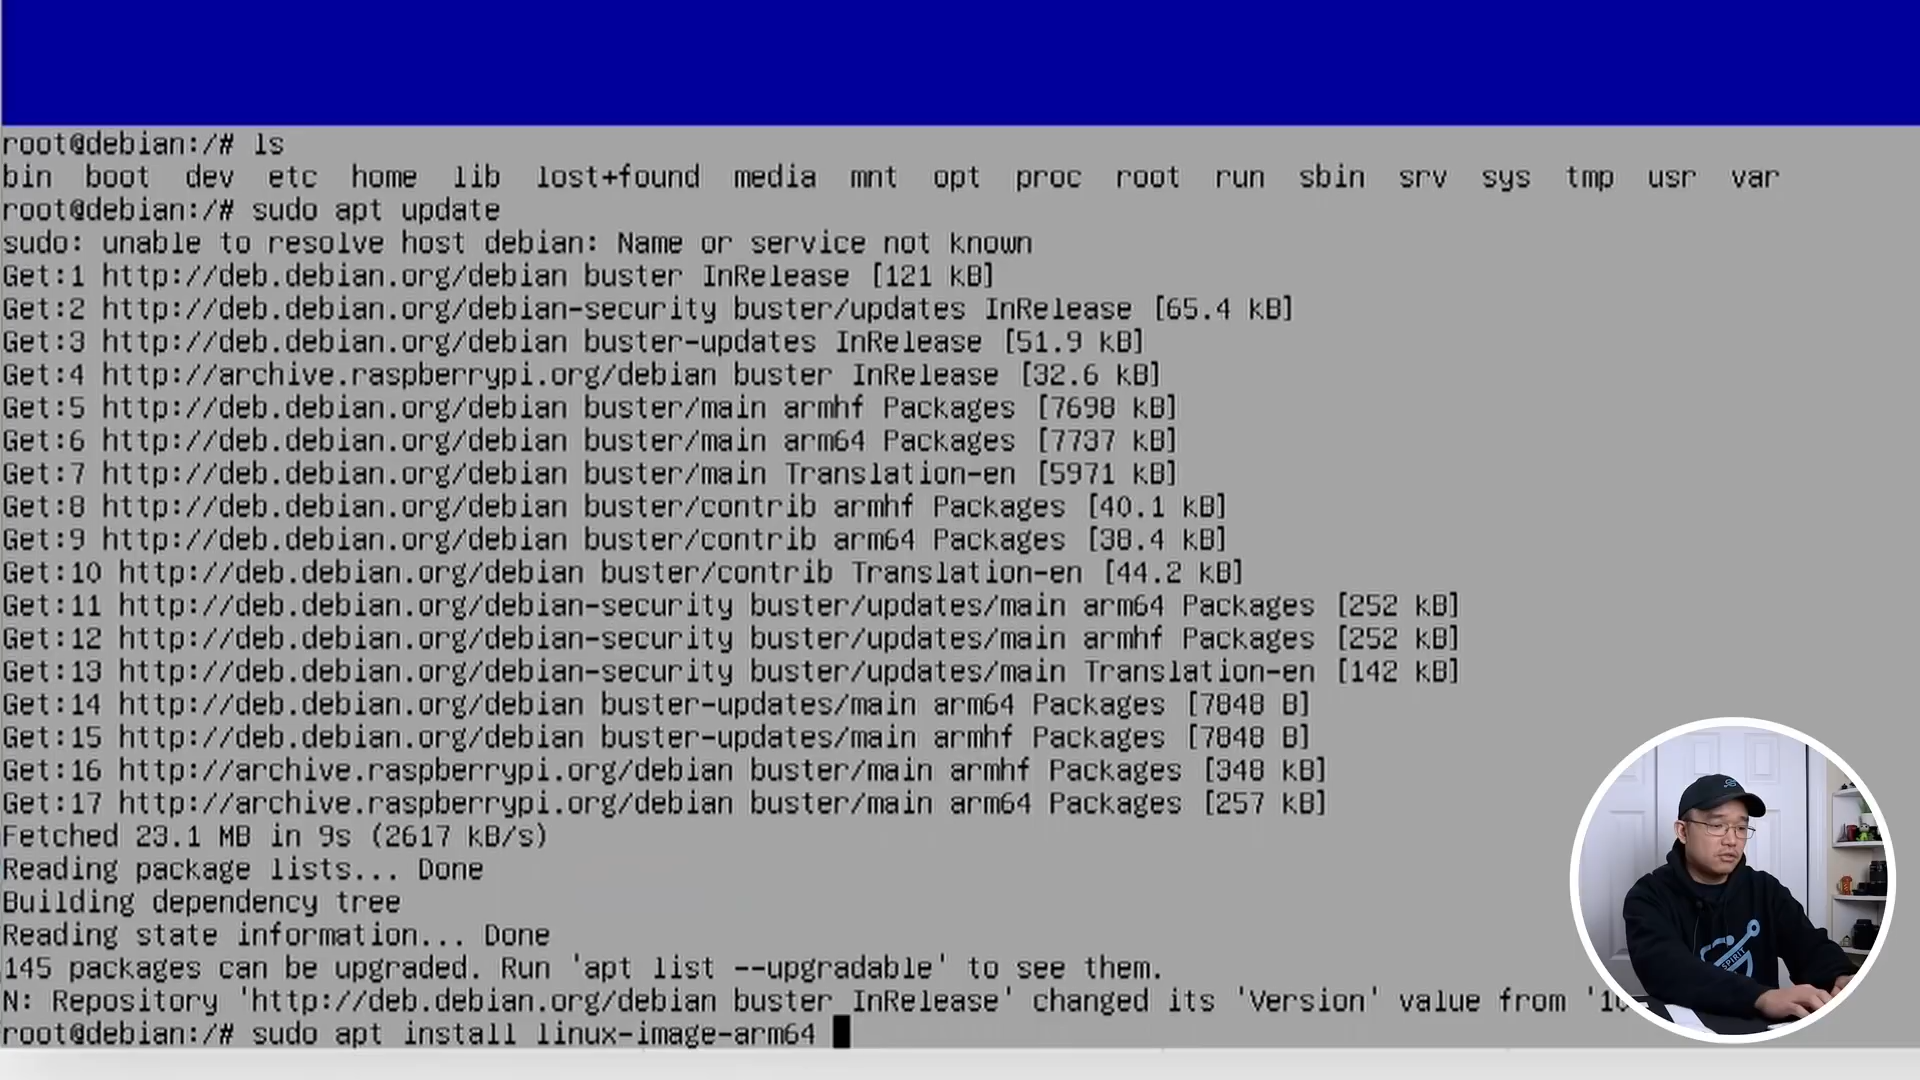 root@debian:/# ls
bin boot dev etc home lib lost+found media mnt opt proc root run sbin srv sys tmp usr var
root@debian:/# sudo apt update
sudo: unable to resolve host debian: Name or service not known
Get:1 http://deb.debian.org/debian buster InRelease [121 kB]
Get:2 http://deb.debian.org/debian-security buster/updates InRelease [65.4 kB]
Get:3 http://deb.debian.org/debian buster-updates InRelease [51.9 kB]
Get:4 http://archive.raspberrypi.org/debian buster InRelease [32.6 kB]
Get:5 http://deb.debian.org/debian buster/main armhf Packages [7698 kB]
Get:6 http://deb.debian.org/debian buster/main arm64 Packages [7737 kB]
Get:7 http://deb.debian.org/debian buster/main Translation-en [5971 kB]
Get:8 http://deb.debian.org/debian buster/contrib armhf Packages [40.1 kB]
Get:9 http://deb.debian.org/debian buster/contrib arm64 Packages [38.4 kB]
Get:10 http://deb.debian.org/debian buster/contrib Translation-en [44.2 kB]
Get:11 http://deb.debian.org/debian-security buster/updates/main arm64 Packages [252 kB]
Get:12 http://deb.debian.org/debian-security buster/updates/main armhf Packages [252 kB]
Get:13 http://deb.debian.org/debian-security buster/updates/main Translation-en [142 kB]
Get:14 http://deb.debian.org/debian buster-updates/main arm64 Packages [7848 B]
Get:15 http://deb.debian.org/debian buster-updates/main armhf Packages [7848 B]
Get:16 http://archive.raspberrypi.org/debian buster/main armhf Packages [348 kB]
Get:17 http://archive.raspberrypi.org/debian buster/main arm64 Packages [257 kB]
Fetched 23.1 MB in 9s (2617 kB/s)
Reading package lists... Done
Building dependency tree
Reading state information... Done
145 packages can be upgraded. Run 'apt list --upgradable' to see them.
N: Repository 'http://deb.debian.org/debian buster InRelease' changed its 'Version' value from '10
root@debian:/# sudo apt install linux-image-arm64
SPIRIT